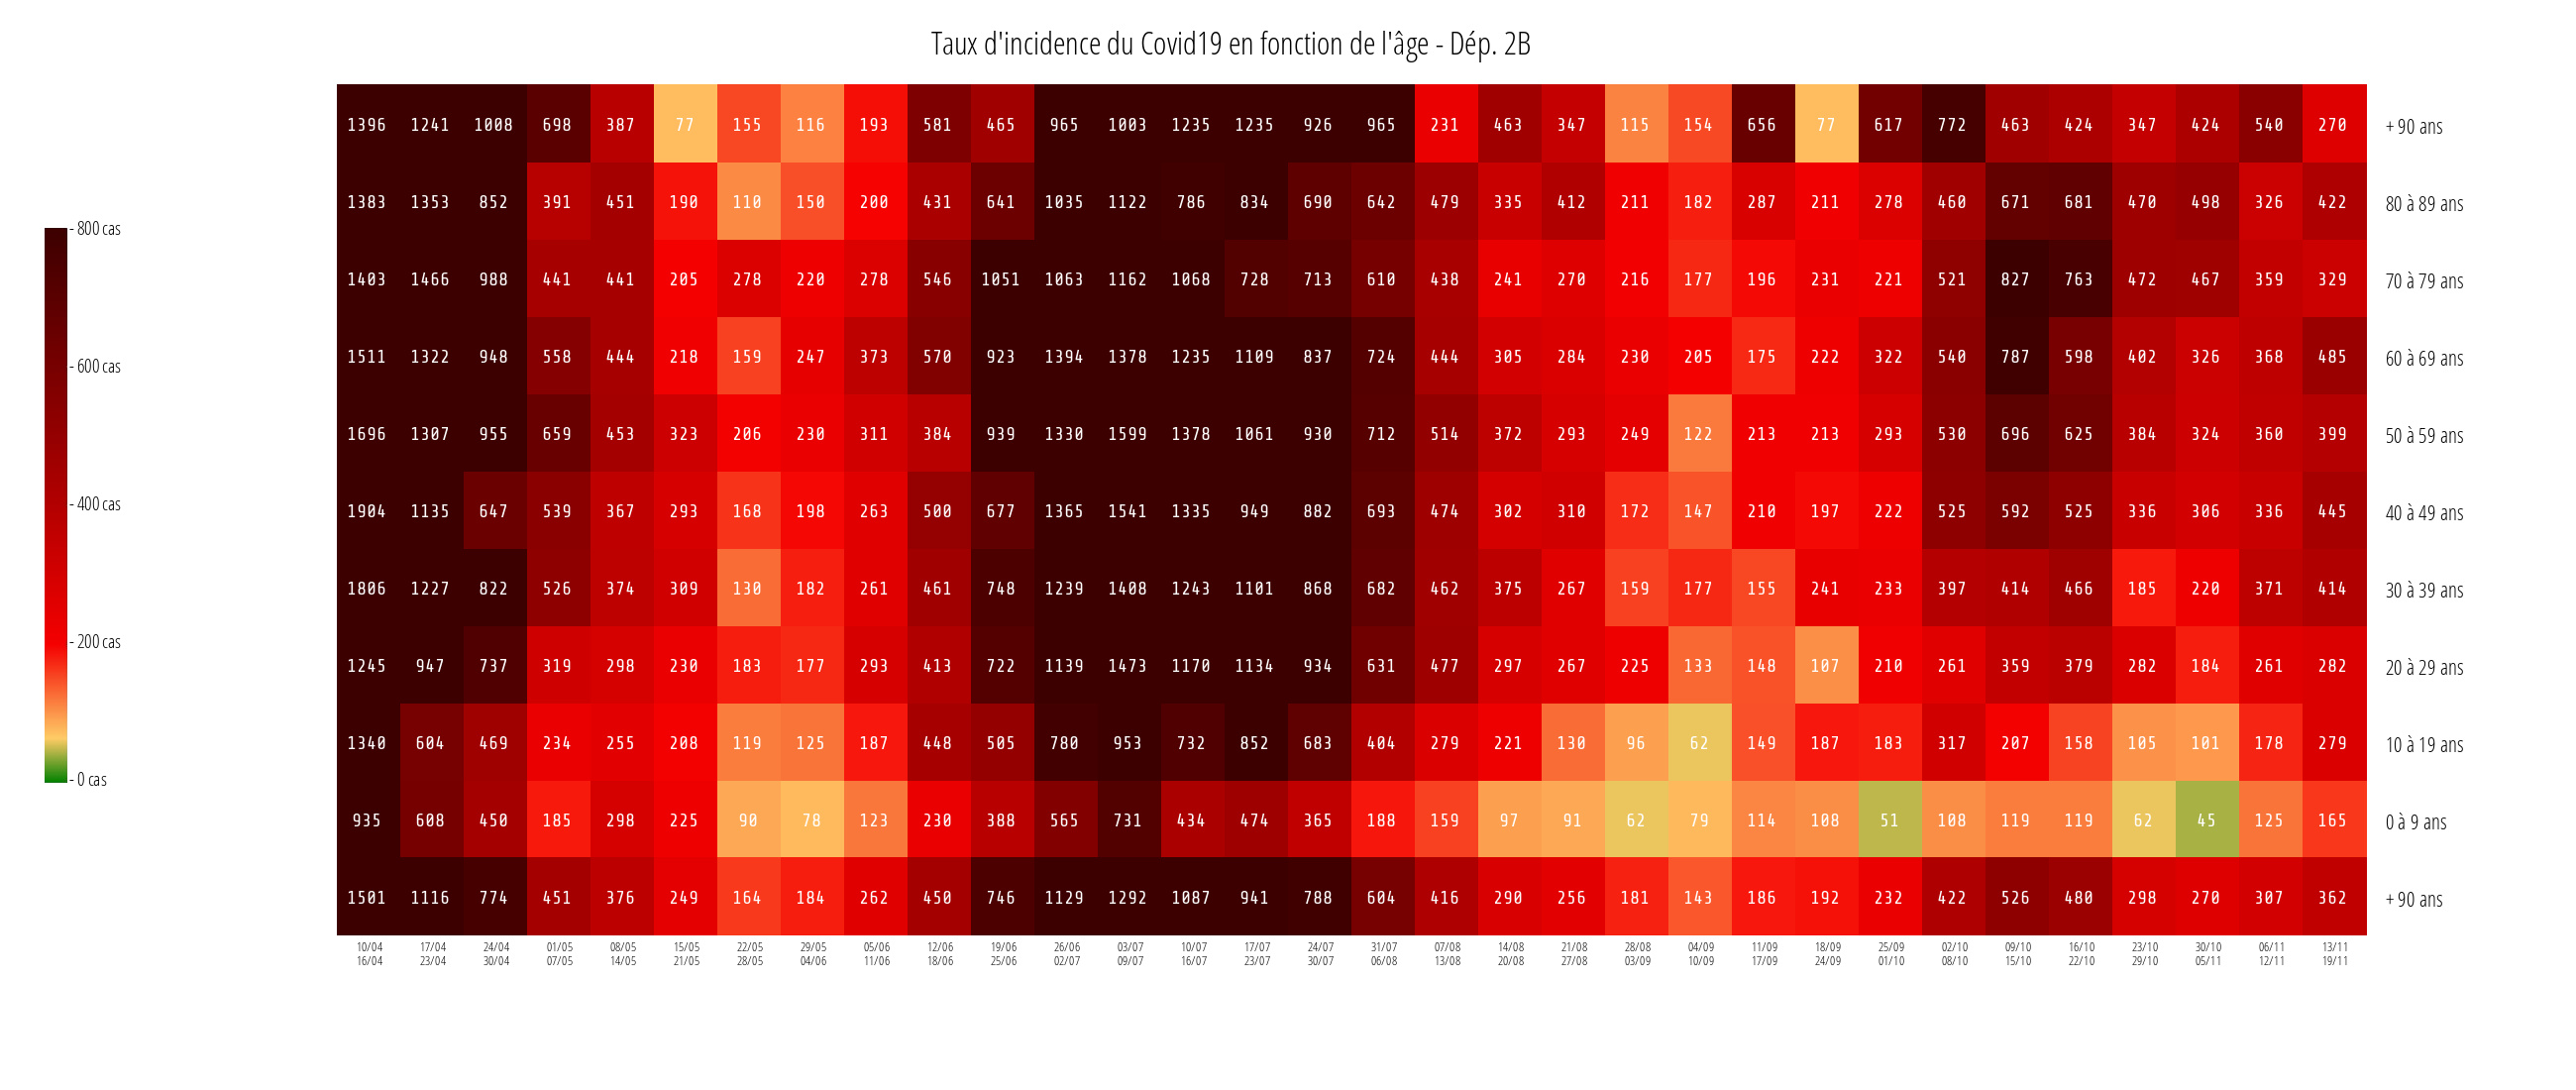 Taux d'incidence du Covid19 en fonction de l'âge - Dép. 2B
1396 1241 1008 698 387 77 155 116 193 581 465 965 1003 1235 1235 926 965 231 463 347 115 154 656 77 617 772 463 424 347 424 540 270 + 90 ans
1383 1353 852 391 451 190 110 150 200 431 641 1035 1122 786 834 690 642 479 335 412 211 182 287 211 278 460 671 681 470 498 326 422 80 à 89 ans
- 800 cas
1403 1466 988 441 441 205 278 220 278 546 1051 1063 1162 1068 728 713 610 438 241 270 216 177 196 231 221 521 827 763 472 467 359 329 70 à 79 ans
1511 1322 948 558 444 218 159 247 373 570 923 1394 1378 1235 1109 837 724 444 305 284 230 205 175 222 322 540 787 598 402 326 368 485 60 à 69 ans
- 600 cas
1696 1307 955 659 453 323 206 230 311 384 939 1330 1599 1378 1061 930 712 514 372 293 249 122 213 213 293 530 696 625 384 324 360 399 50 à 59 ans
- 400 cas
1904 1135 647 539 367 293 168 198 263 500 677 1365 1541 1335 949 882 693 474 302 310 172 147 210 197 222 525 592 525 336 306 336 445 40 à 49 ans
1806 1227 822 526 374 309 130 182 261 461 748 1239 1408 1243 1101 868 682 462 375 267 159 177 155 241 233 397 414 466 185 220 371 414 30 à 39 ans
- 200 cas
1245 947 737 319 298 230 183 177 293 413 722 1139 1473 1170 1134 934 631 477 297 267 225 133 148 107 210 261 359 379 282 184 261 282 20 à 29 ans
1340 604 469 234 255 208 119 125 187 448 505 780 953 732 852 683 404 279 221 130 96 62 149 187 183 317 207 158 105 101 178 279 10 à 19 ans
- 0 cas
935 608 450 185 298 225 90 78 123 230 388 565 731 434 474 365 188 159 97 91 62 79 114 108 51 108 119 119 62 45 125 165 0 à 9 ans
1501 1116 774 451 376 249 164 184 262 450 746 1129 1292 1087 941 788 604 416 290 256 181 143 186 192 232 422 526 480 298 270 307 362 + 90 ans
10/04 17/04 24/04 01/05 08/05 15/05 22/05 29/05 05/06 12/06 19/06 26/06 03/07 10/07 17/07 24/07 31/07 07/08 14/08 21/08 28/08 04/09 11/09 18/09 25/09 02/10 09/10 16/10 23/10 30/10 06/11 13/11
16/04 23/04 30/04 07/05 14/05 21/05 28/05 04/06 11/06 18/06 25/06 02/07 09/07 16/07 23/07 30/07 06/08 13/08 20/08 27/08 03/09 10/09 17/09 24/09 01/10 08/10 15/10 22/10 29/10 05/11 12/11 19/11